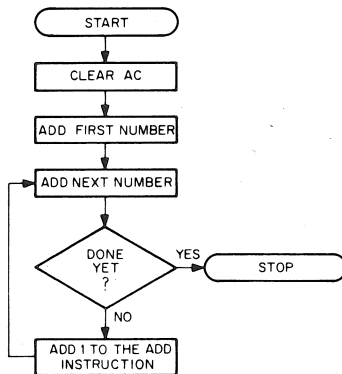 START
CLEAR AC
ADD FIRST NUMBER
ADD NEXT NUMBER
DONE
YET
?
YES
STOP
NO
ADD 1 TO THE ADD
INSTRUCTION